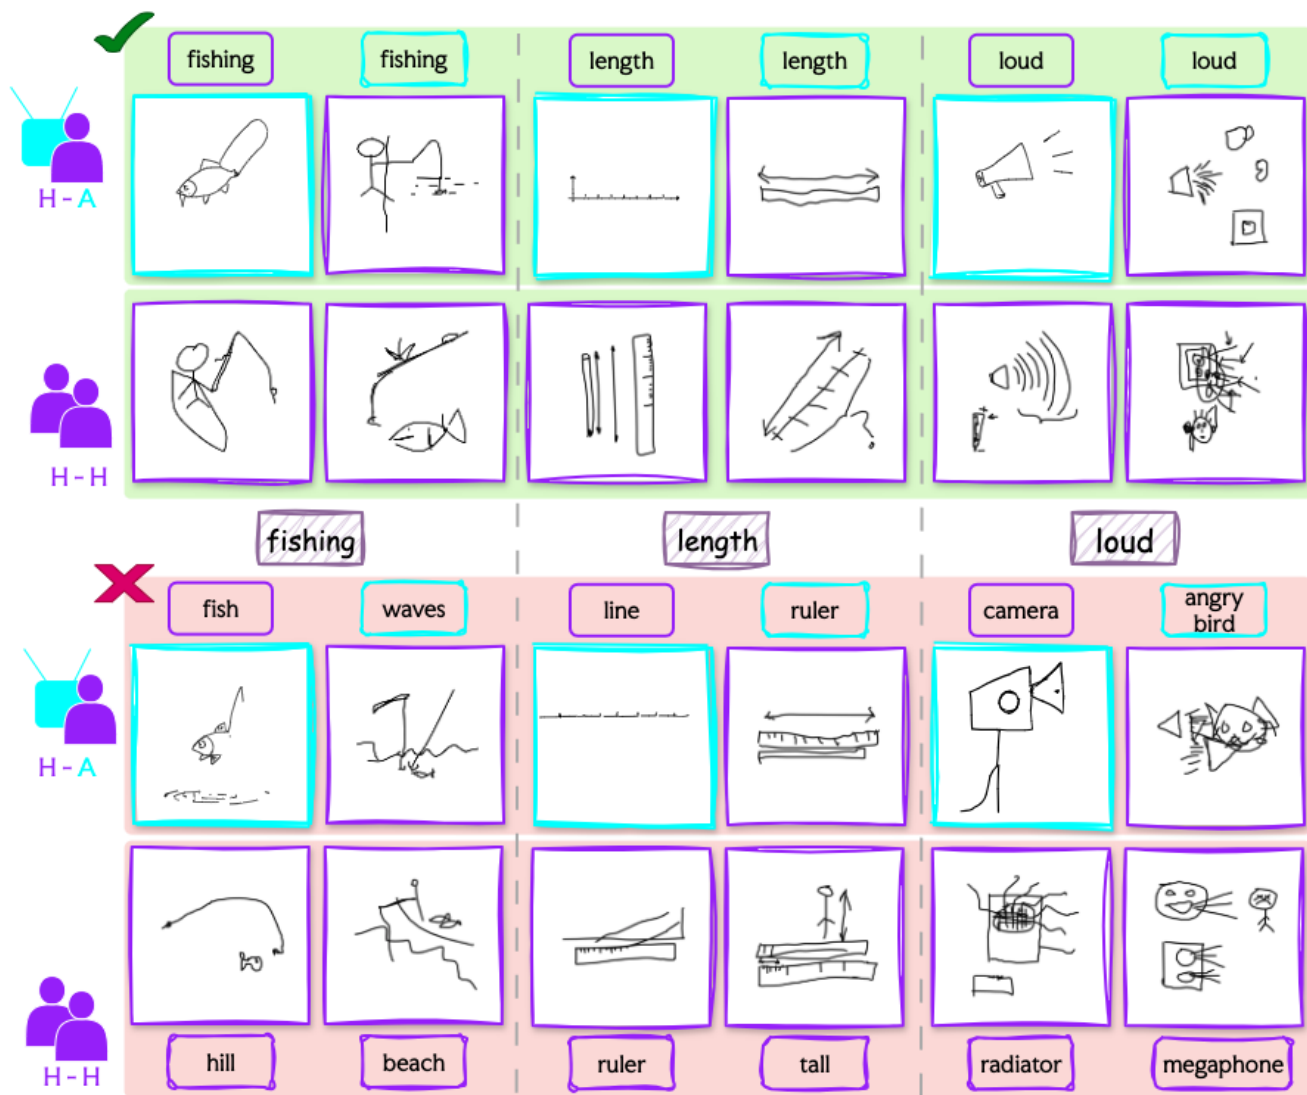 fishing
fishing
length
length
loud
loud
H-A
H-H
fishing
length
loud
fish
waves
line
ruler
camera
angry
bird
H-A
H-H
hill
beach
ruler
tall
radiator
megaphone